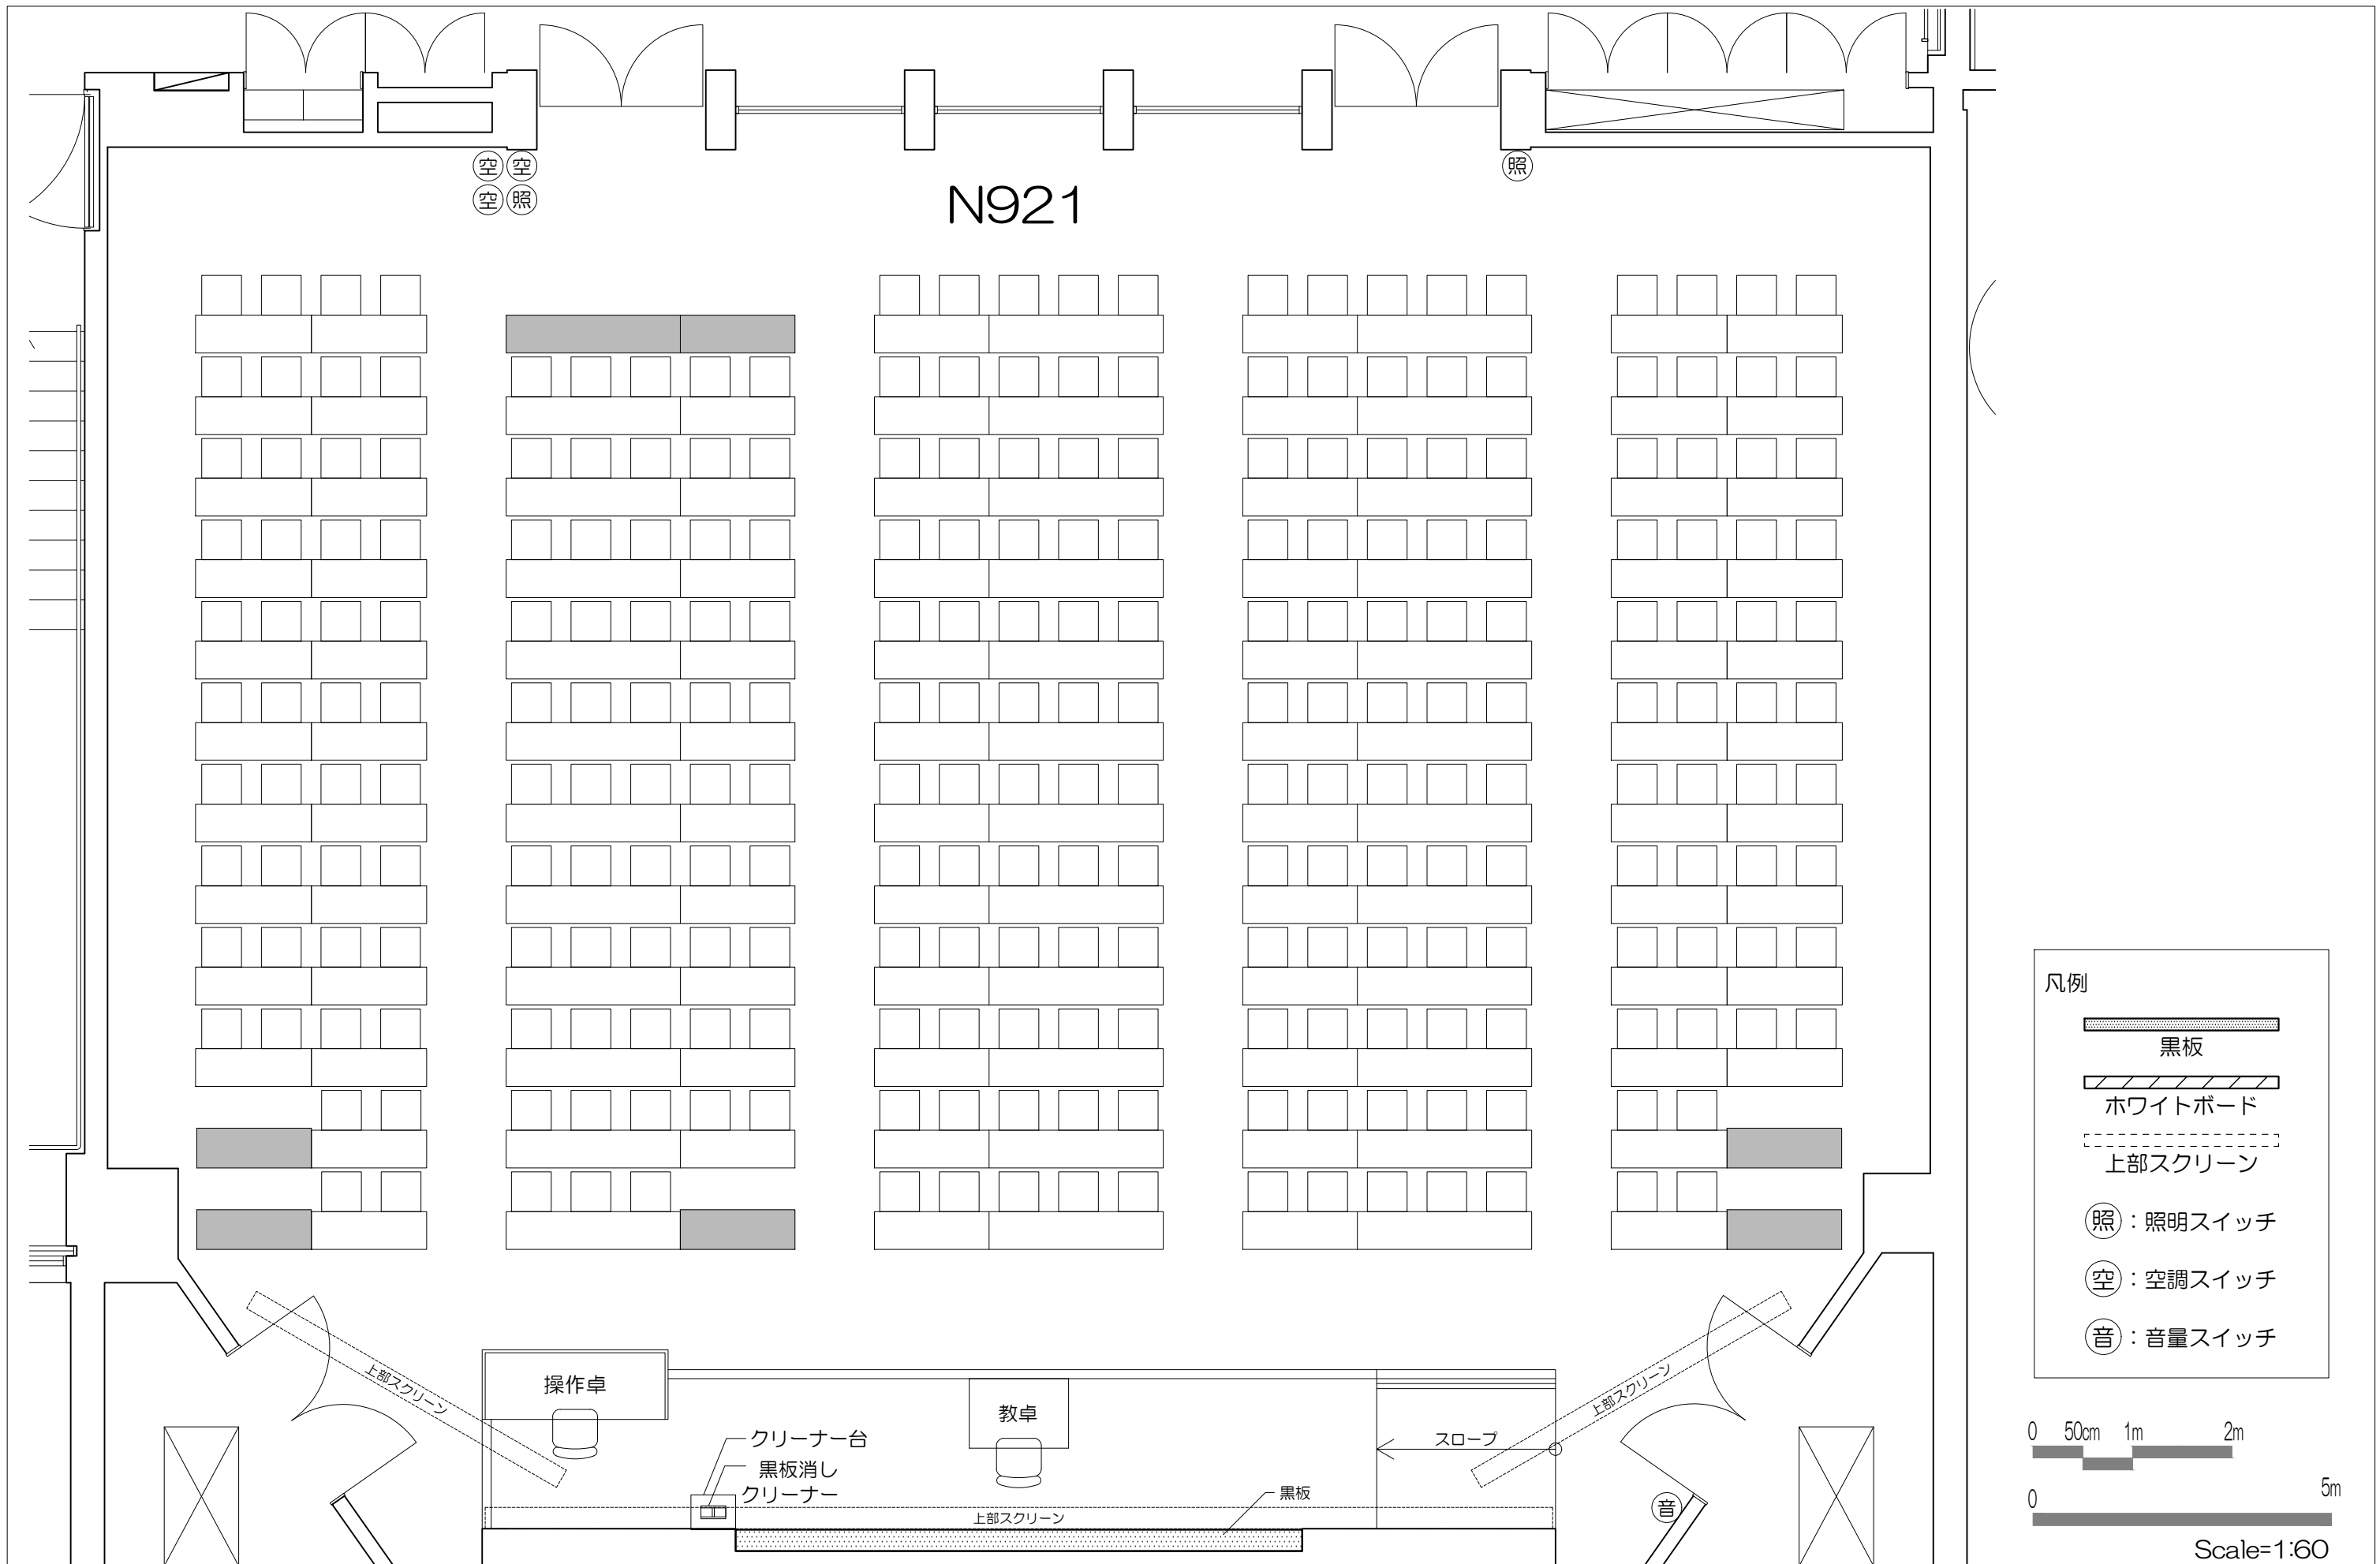 空 空
空 照
照
N921
凡例
黒板
ホワイトボード
上部スクリーン
照：照明スイッチ
空：空調スイッチ
音：音量スイッチ
上部スクリーン
操作卓
教卓
上部スクリーン
クリーナー台
スロープ
黒板消し
クリーナー
黒板
上部スクリーン
音
0 50cm 1m 2m
0 5m
Scale=1:60